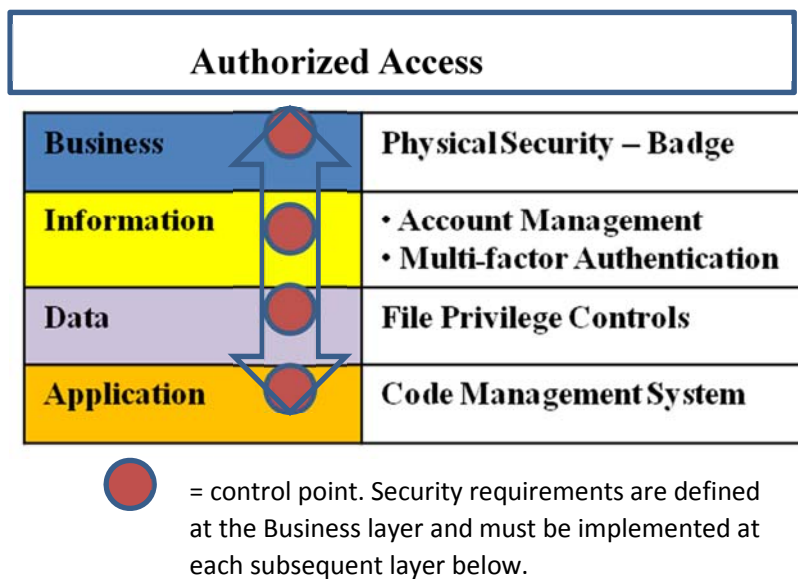 Authorized Access
Business
Physical Security – Badge
Information
• Account Management
• Multi-factor Authentication
Data
File Privilege Controls
Application
Code Management System
= control point. Security requirements are defined
at the Business layer and must be implemented at
each subsequent layer below.